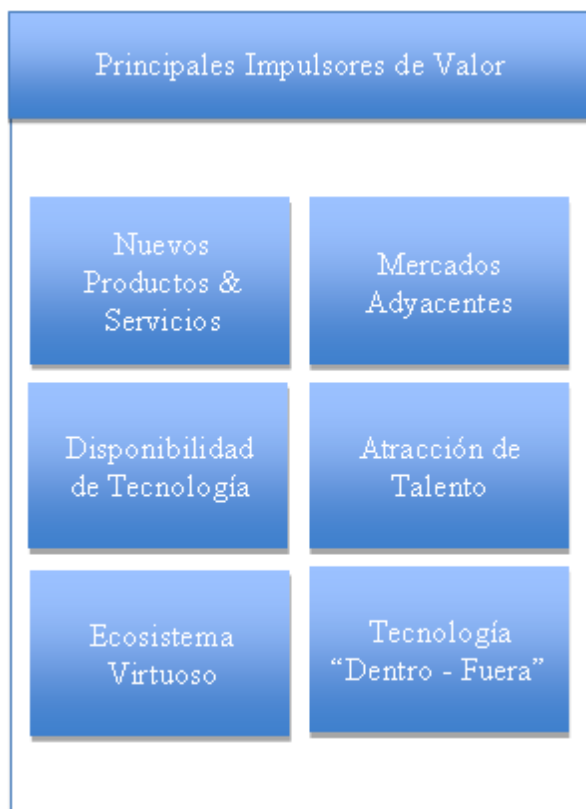 Principales Impulsores de Valor
Nuevos
Productos &
Servicios
Mercados
Adyacentes
Disponibilidad
de Tecnología
Atracción de
Talento
Ecosistema
Virtuoso
Tecnología
“Dentro - Fuera”